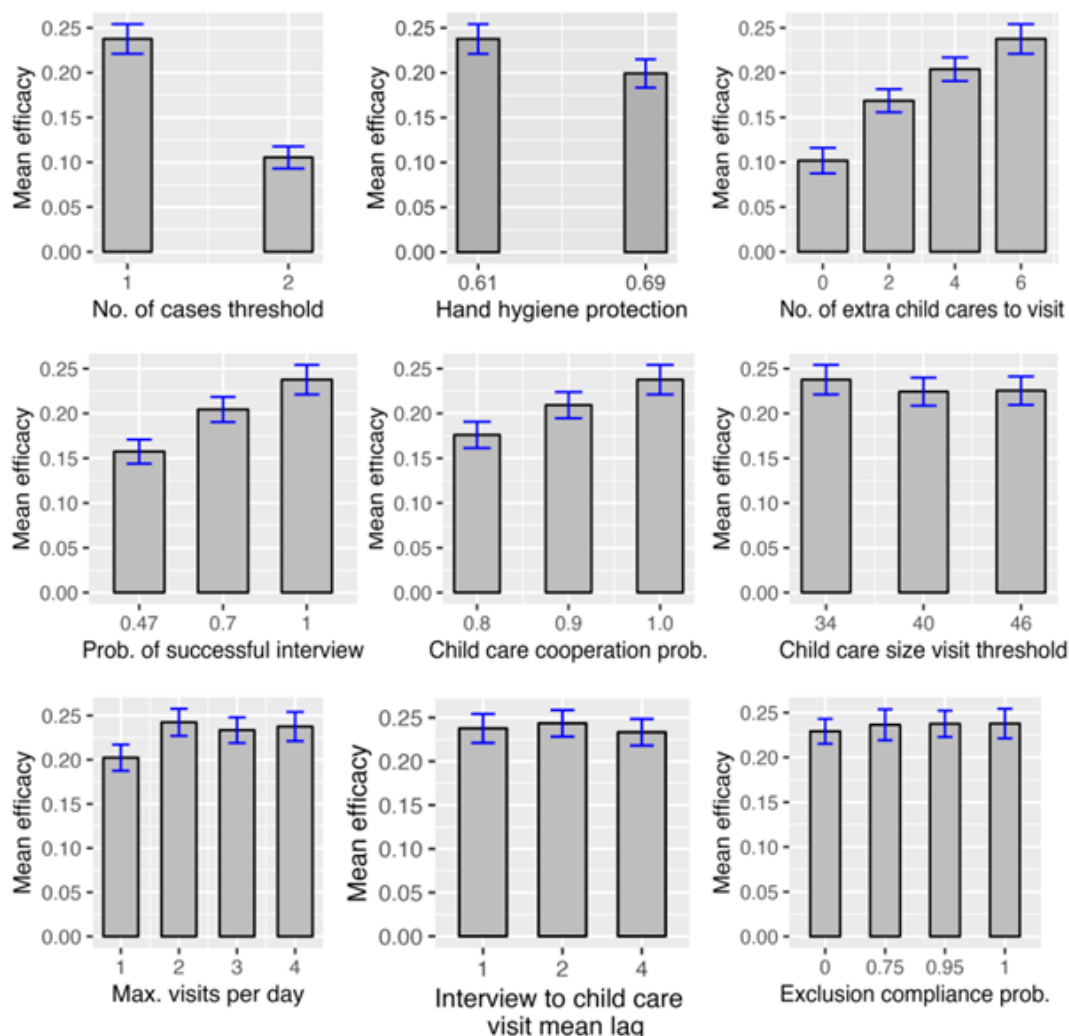 Mean efficacy
0.25
0.20
0.15
0.10
0.05
0.00
1 2
No. of cases threshold
Mean efficacy
0.25
0.20
0.15
0.10
0.05
0.00
0.61 0.69
Hand hygiene protection
Mean efficacy
0.25
0.20
0.15
0.10
0.05
0.00
0 2 4 6
No. of extra child cares to visit
Mean efficacy
0.25
0.20
0.15
0.10
0.05
0.00
0.47 0.7 1
Prob. of successful interview
Mean efficacy
0.25
0.20
0.15
0.10
0.05
0.00
0.8 0.9 1.0
Child care cooperation prob.
Mean efficacy
0.25
0.20
0.15
0.10
0.05
0.00
34 40 46
Child care size visit threshold
Mean efficacy
0.25
0.20
0.15
0.10
0.05
0.00
1 2 3 4
Max. visits per day
Mean efficacy
0.25
0.20
0.15
0.10
0.05
0.00
1 2 4
Interview to child care
visit mean lag
Mean efficacy
0.25
0.20
0.15
0.10
0.05
0.00
0 0.75 0.95 1
Exclusion compliance prob.